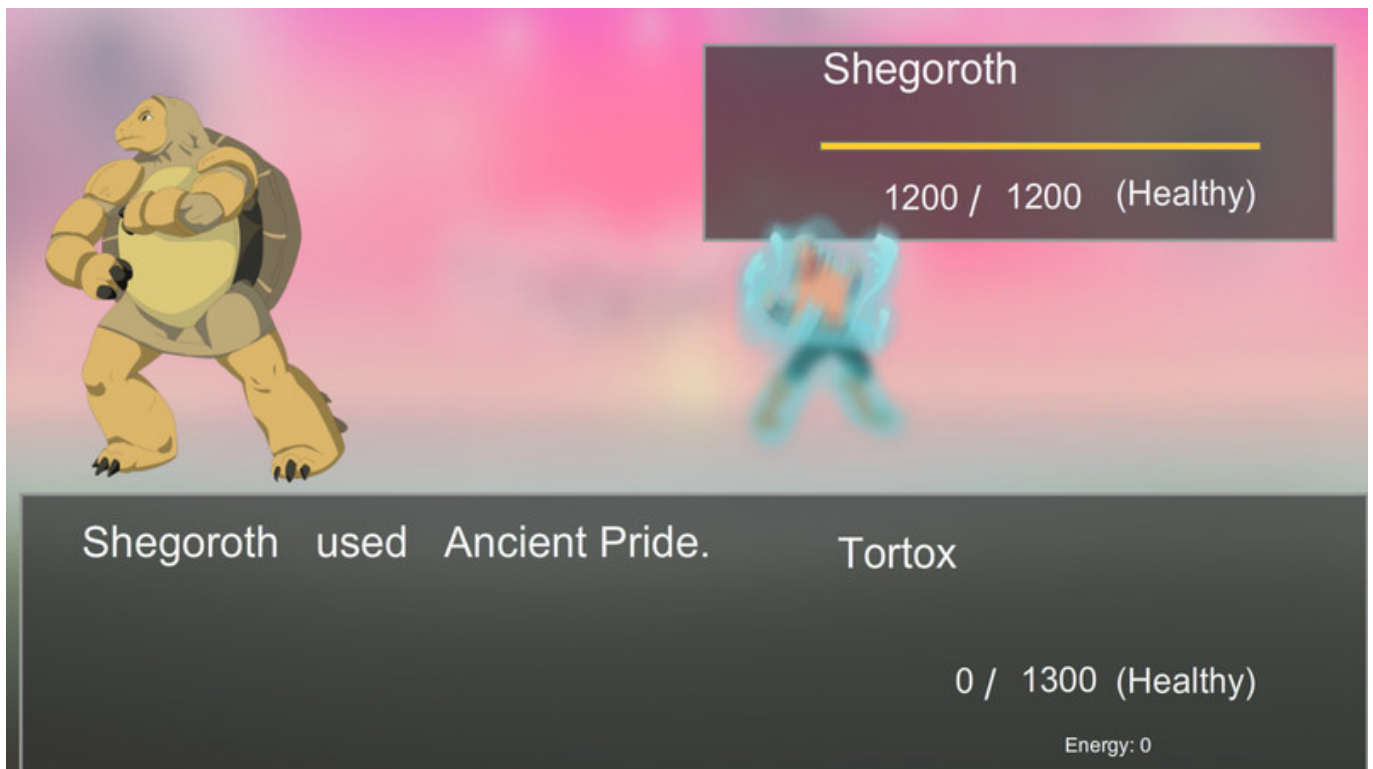 Shegoroth
1200 / 1200 (Healthy)
Shegoroth used Ancient Pride.
Tortox
0 / 1300 (Healthy)
Energy: 0